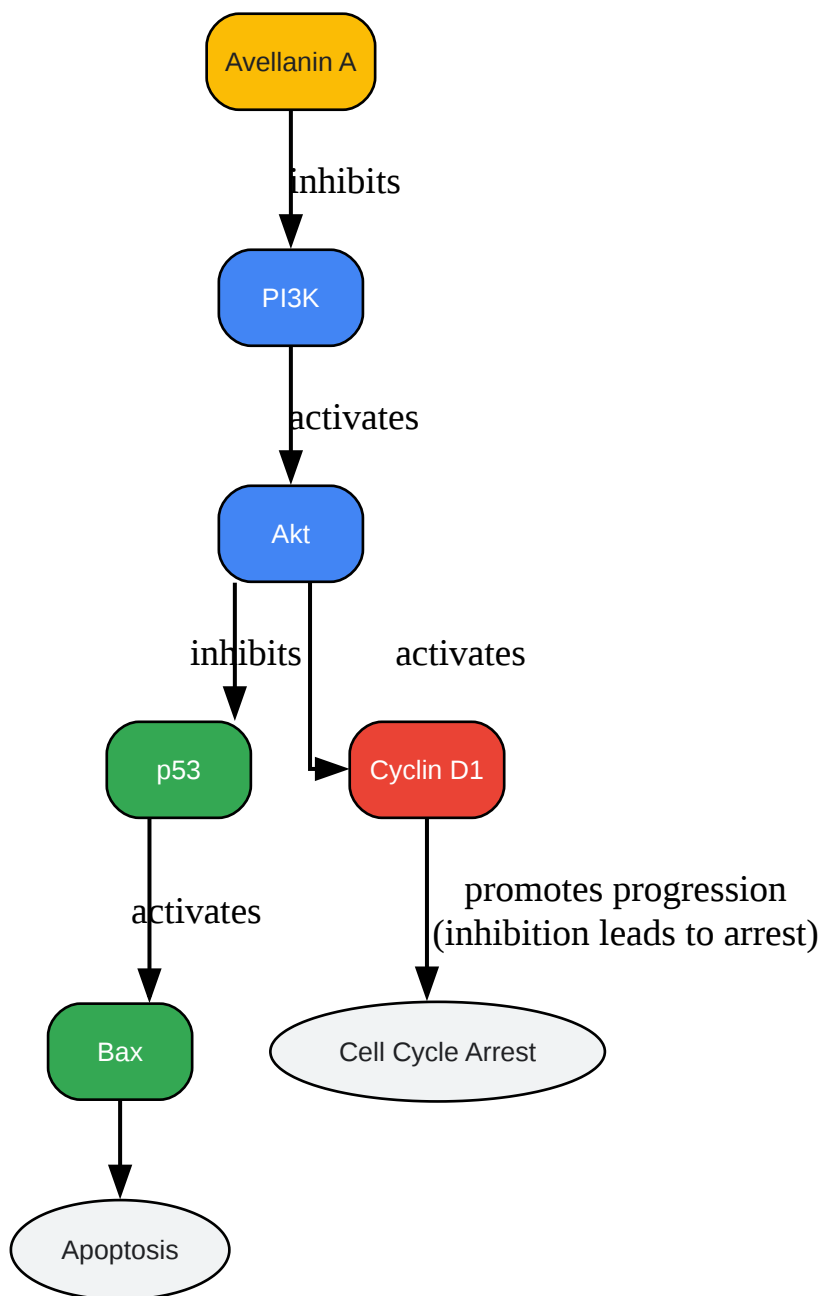 Avellanin A
inhibits
PI3K
activates
Akt
inhibits
activates
p53
Cyclin D1
promotes progression
(inhibition leads to arrest)
activates
Bax
Cell Cycle Arrest
Apoptosis